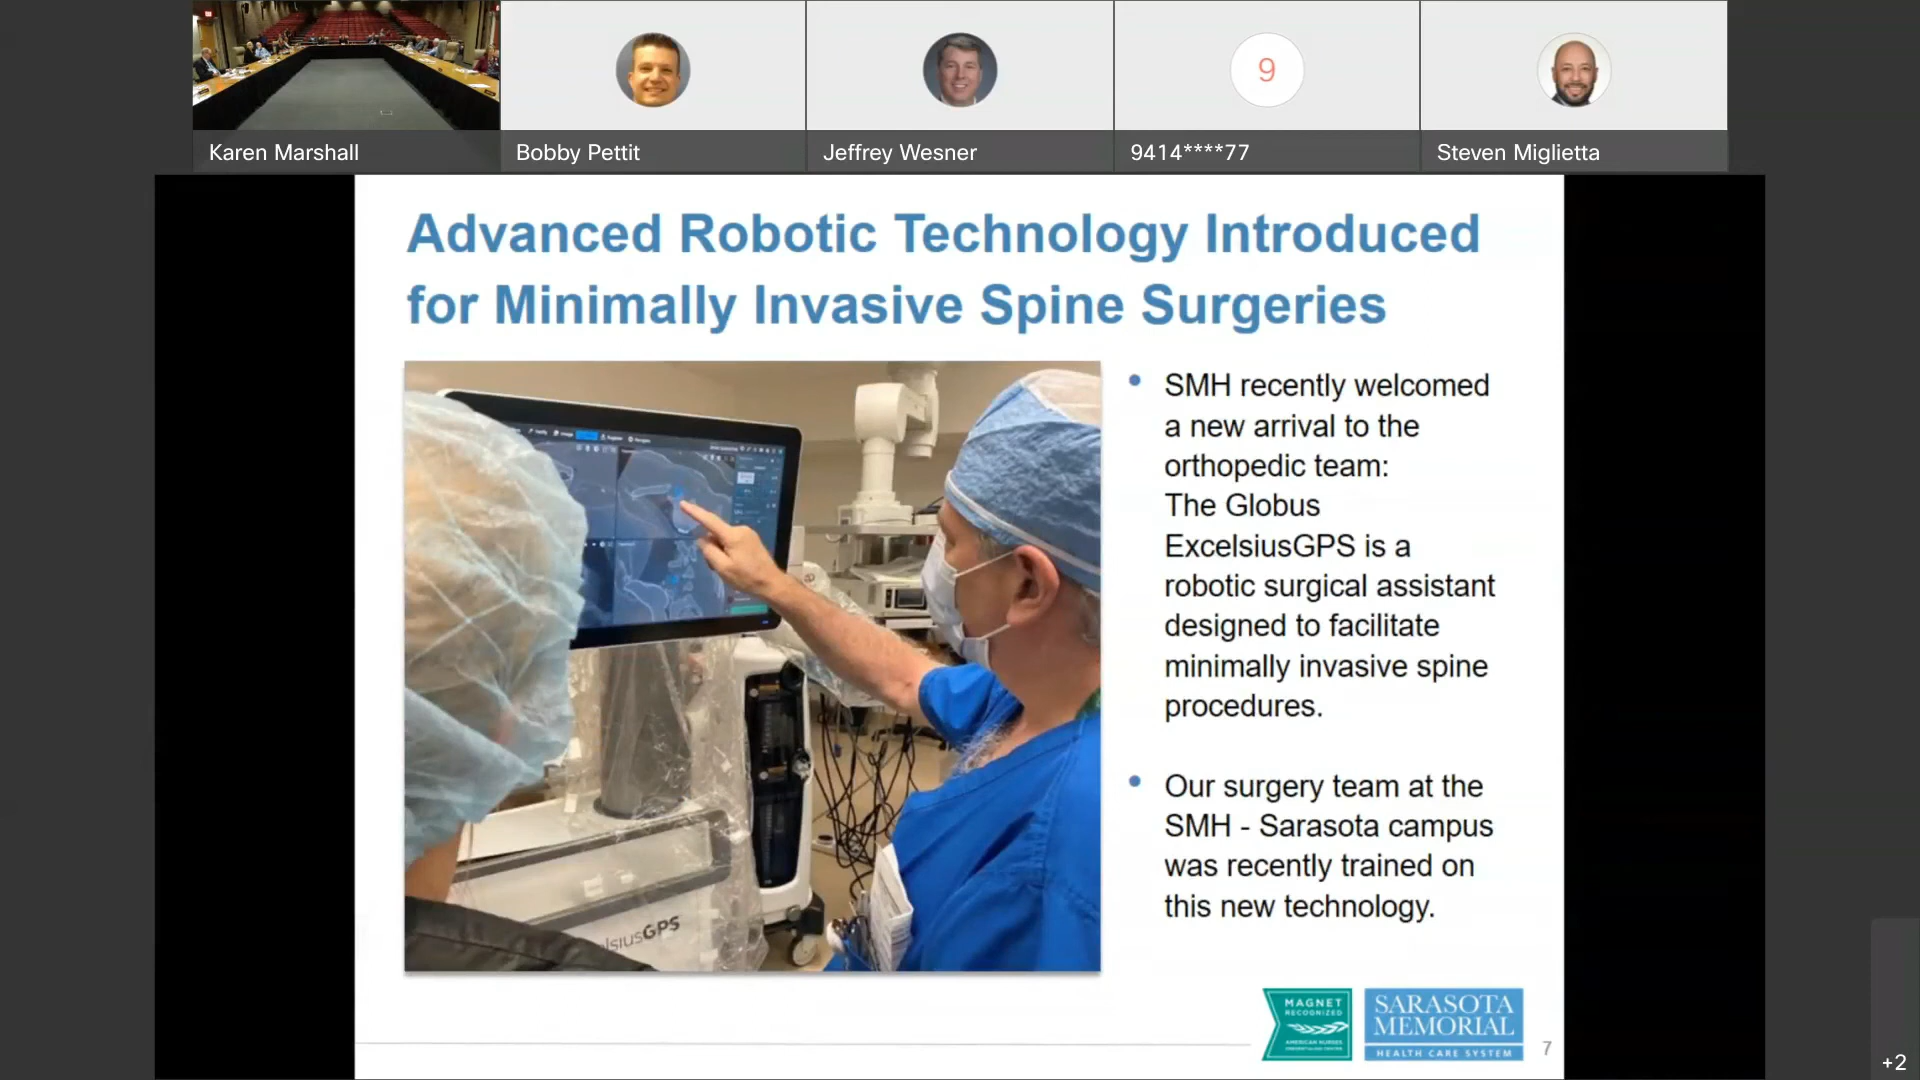 Karen Marshall
Bobby Pettit
Jeffrey Wesner
9
9414****77
Steven Miglietta
Advanced Robotic Technology Introduced
for Minimally Invasive Spine Surgeries
• SMH recently welcomed
a new arrival to the
orthopedic team:
The Globus
ExcelsiusGPS is a
robotic surgical assistant
designed to facilitate
minimally invasive spine
procedures.
• Our surgery team at the
SMH - Sarasota campus
was recently trained on
this new technology.
elsiusGPS
MAGNET
RECOGNIZED
AMERICAN NURSES
SARASOTA
MEMORIAL
HEALTH CARE SYSTEM
7
+2